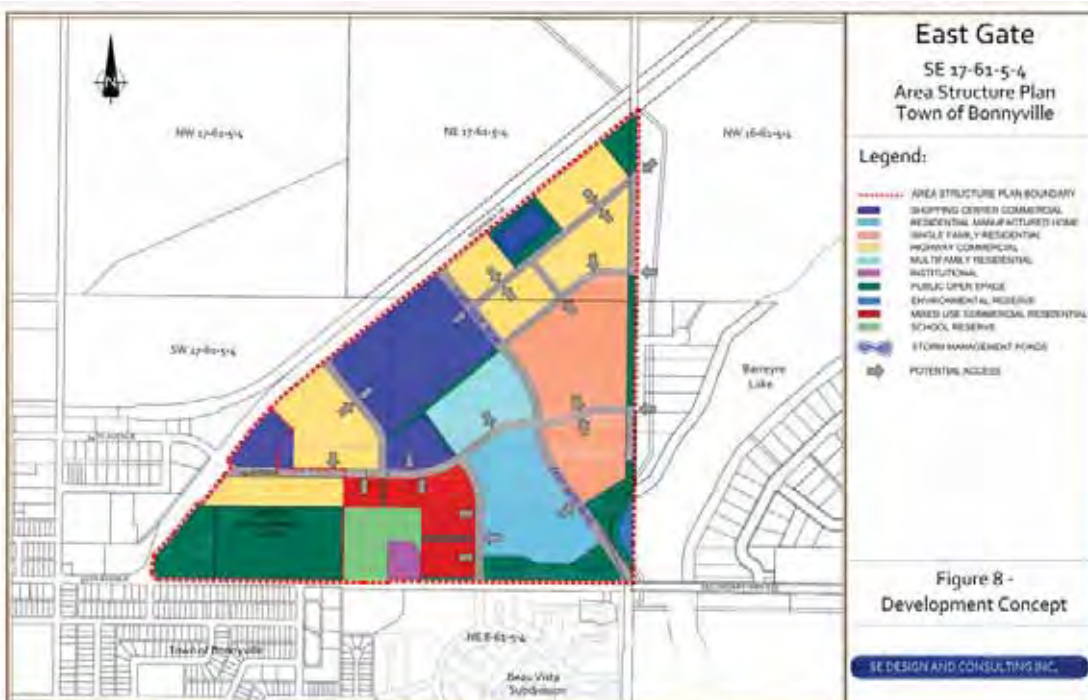 N
NW 17-61-5-4
NE 17-61-5-4
NW 16-61-5-4
SW 17-61-5-4
Bereyre
Lake
NE 8-61-5-4
Town of Bonnyville
Beau Vista
Subdivision
East Gate
SE 17-61-5-4
Area Structure Plan
Town of Bonnyville
Legend:
AREA STRUCTURE PLAN BOUNDARY
SHOPPING CENTER COMMERCIAL
RESIDENTIAL MANUFACTURED HOME
SINGLE FAMILY RESIDENTIAL
HIGHWAY COMMERCIAL
MULTIFAMILY RESIDENTIAL
INSTITUTIONAL
PUBLIC OPEN SPACE
ENVIRONMENTAL RESERVE
MIXED USE COMMERCIAL RESIDENTIAL
SCHOOL RESERVE
STORM MANAGEMENT PONDS
POTENTIAL ACCESS
Figure 8 -
Development Concept
SE DESIGN AND CONSULTING INC.